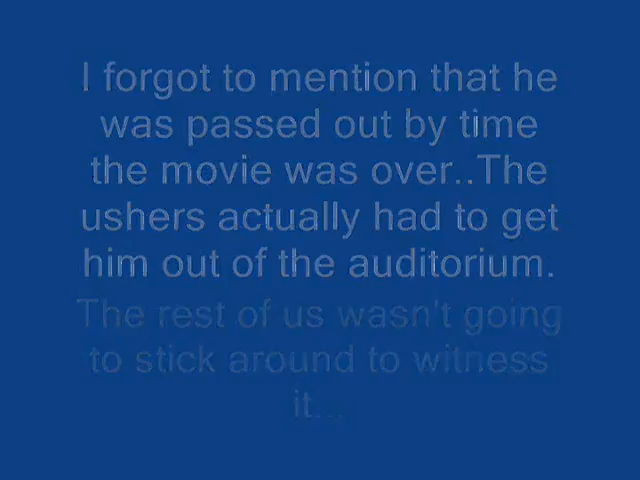 I forgot to mention that he
was passed out by time
the movie was over..The
ushers actually had to get
him out of the auditorium.
The rest of us wasn't going
to stick around to witness
it...